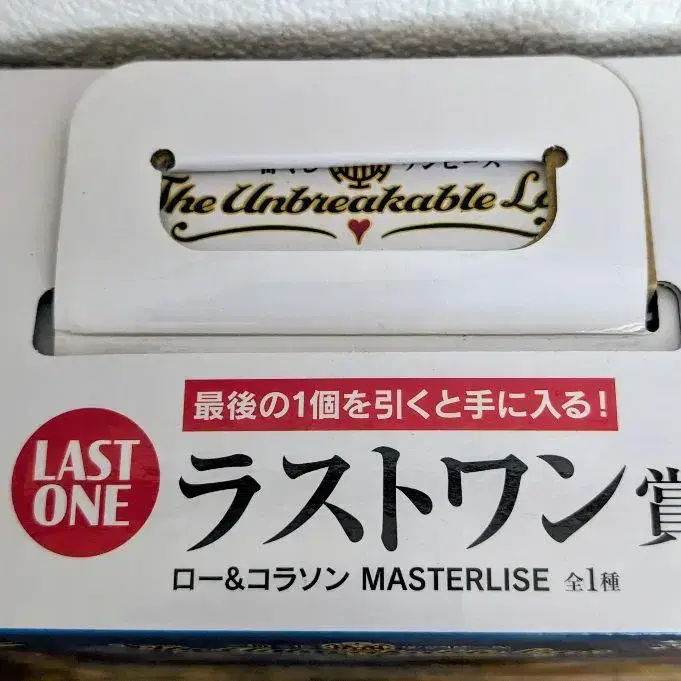 The Unbreakable
最後の1個を引くと手に入る!
LAST
ONE
ラストワン賞
ロー&コラソン MASTERLISE 全1種